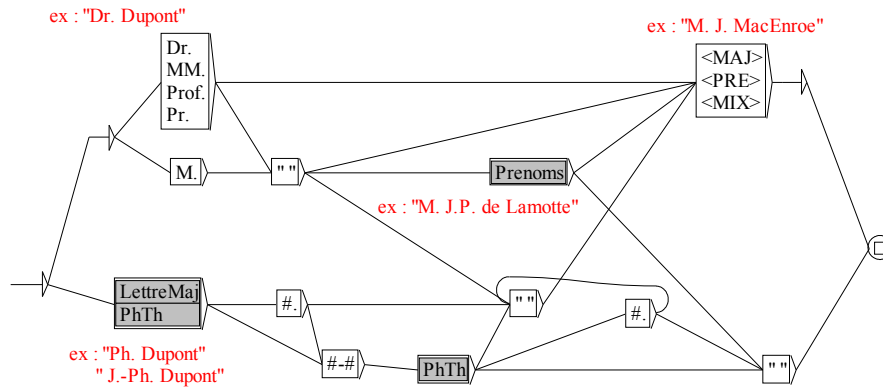 ex : "Dr. Dupont"
ex : "M. J. MacEnroe"
Dr.
MM.
Prof.
Pr.
<MAJ>
<PRE>
<MIX>
M.
" "
Prenoms
ex : "M. J.P. de Lamotte"
LettreMaj
PhTh
#.
" "
#.
#-#
PhTh
" "
ex : "Ph. Dupont"
" J.-Ph. Dupont"